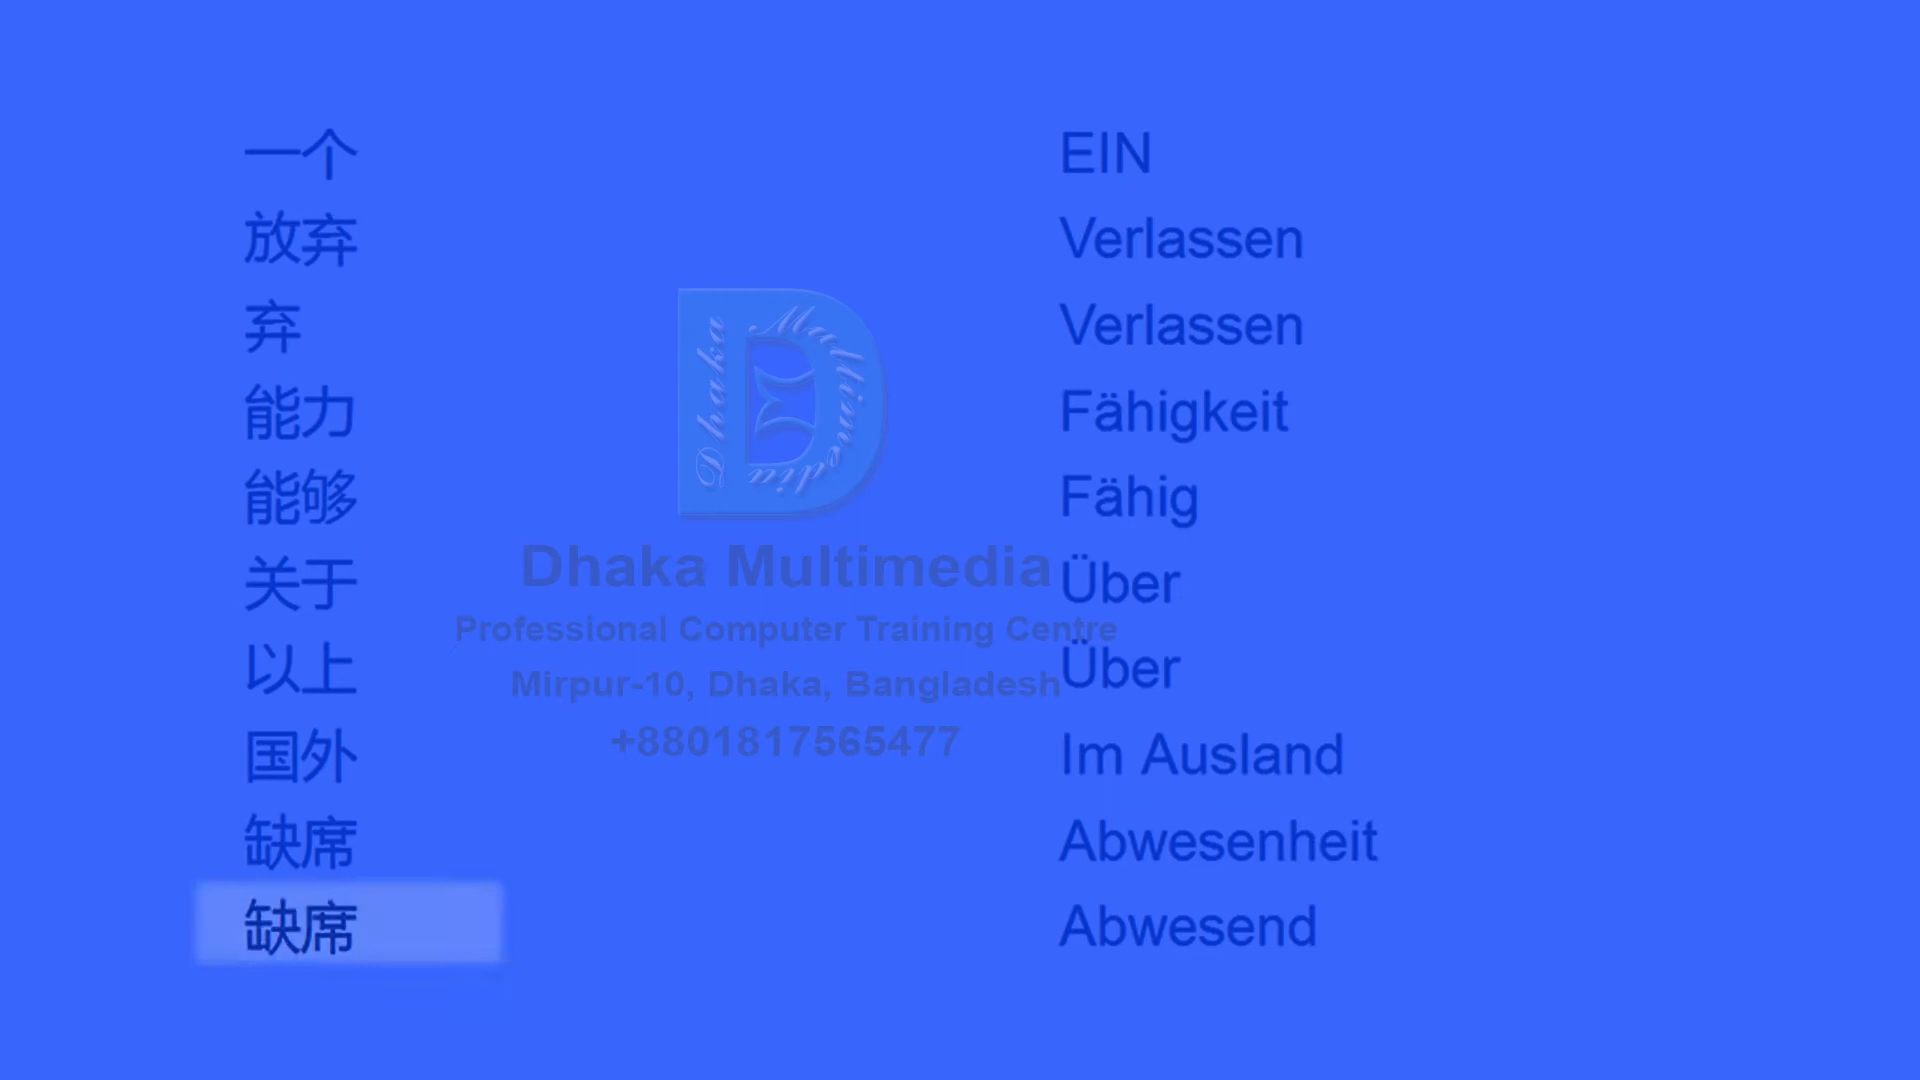 一个 EIN
放弃 Verlassen
弃 Verlassen
能力 Fähigkeit
能够 Fähig
关于 Über
以上 Über
国外 Im Ausland
缺席 Abwesenheit
缺席 Abwesend
Dhaka Multimedia
Dhaka Multimedia
Professional Computer Training Centre
Mirpur-10, Dhaka, Bangladesh
+8801817565477